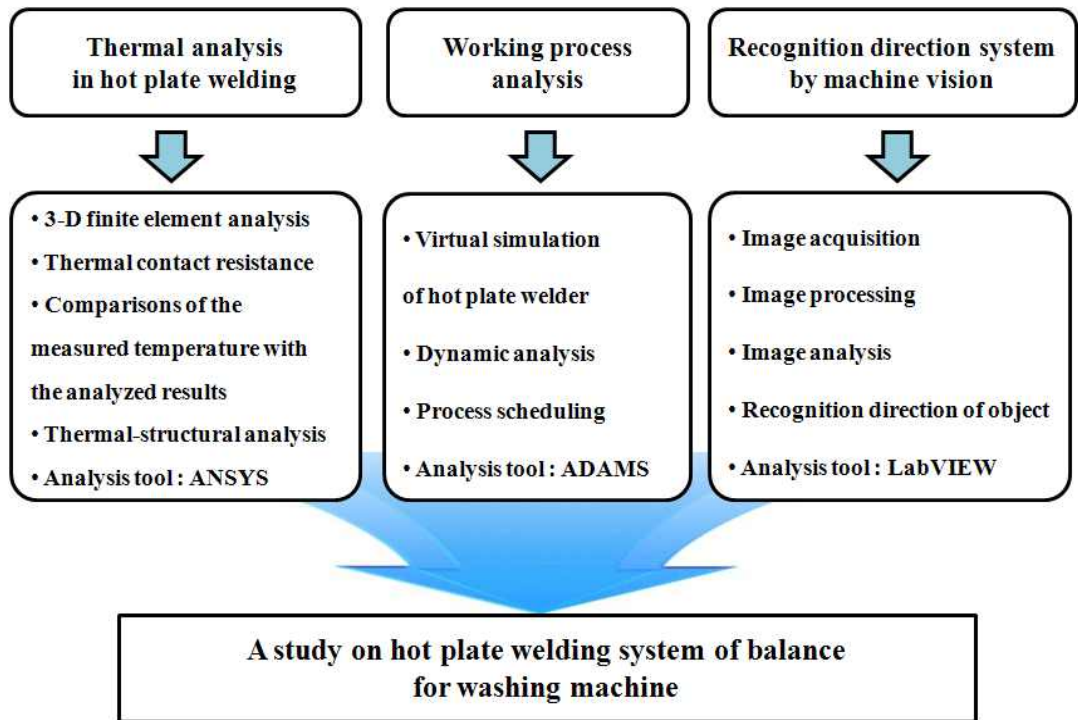 Thermal analysis
in hot plate welding
Working process
analysis
Recognition direction system
by machine vision
• 3-D finite element analysis
• Thermal contact resistance
• Comparisons of the
measured temperature with
the analyzed results
• Thermal-structural analysis
• Analysis tool : ANSYS
• Virtual simulation
of hot plate welder
• Dynamic analysis
• Process scheduling
• Analysis tool : ADAMS
• Image acquisition
• Image processing
• Image analysis
• Recognition direction of object
• Analysis tool : LabVIEW
A study on hot plate welding system of balance
for washing machine